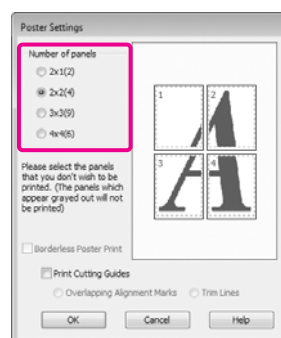 Poster Settings
Number of panels
2x1(2)
2x2(4)
3x3(9)
4x4(6)
1
2
3
4
Please select the panels
that you don't wish to be
printed. (The panels which
appear grayed out will not
be printed)
Borderless Poster Print
Print Cutting Guides
Overlapping Alignment Marks
Trim Lines
OK
Cancel
Help